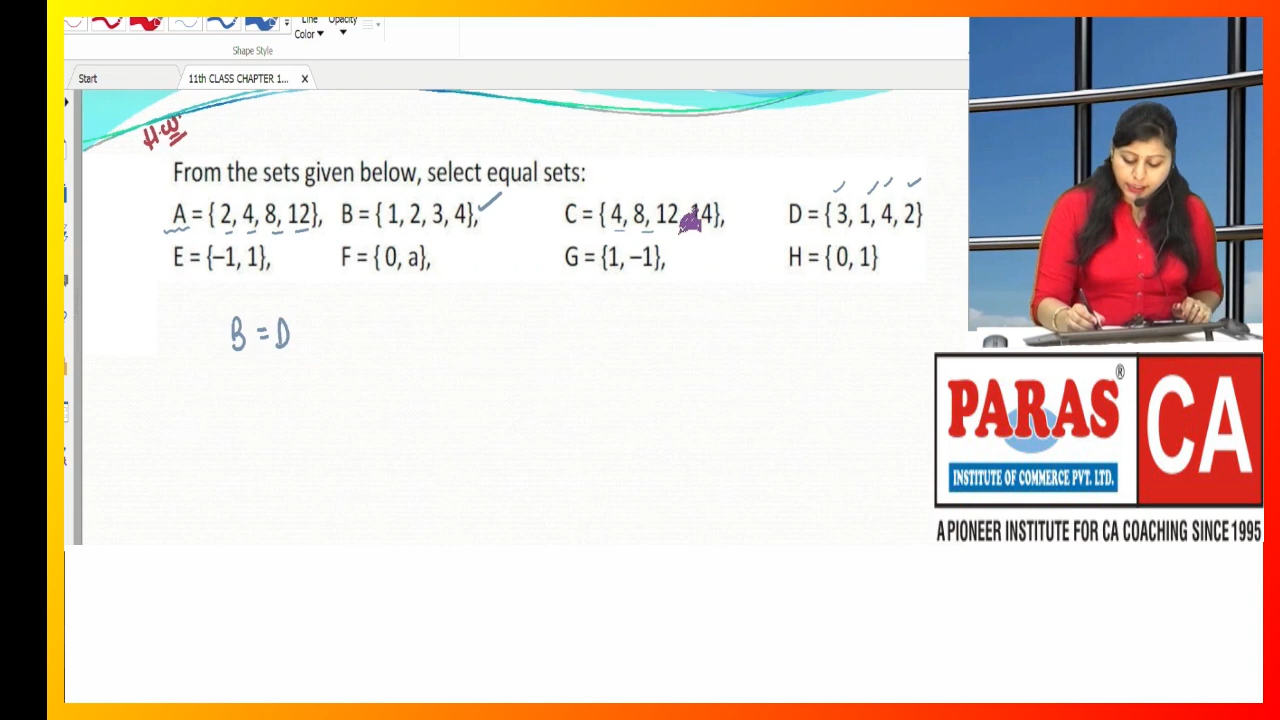 Line
Color
Opacity
Shape Style
Start
11th CLASS CHAPTER 1...
H.W
From the sets given below, select equal sets:
A = { 2, 4, 8, 12}, B = { 1, 2, 3, 4}, C = { 4, 8, 12, 14}, D = { 3, 1, 4, 2}
E = {–1, 1}, F = { 0, a}, G = {1, –1}, H = { 0, 1}
B = D
PARAS ®
INSTITUTE OF COMMERCE PVT. LTD.
CA
A PIONEER INSTITUTE FOR CA COACHING SINCE 1995